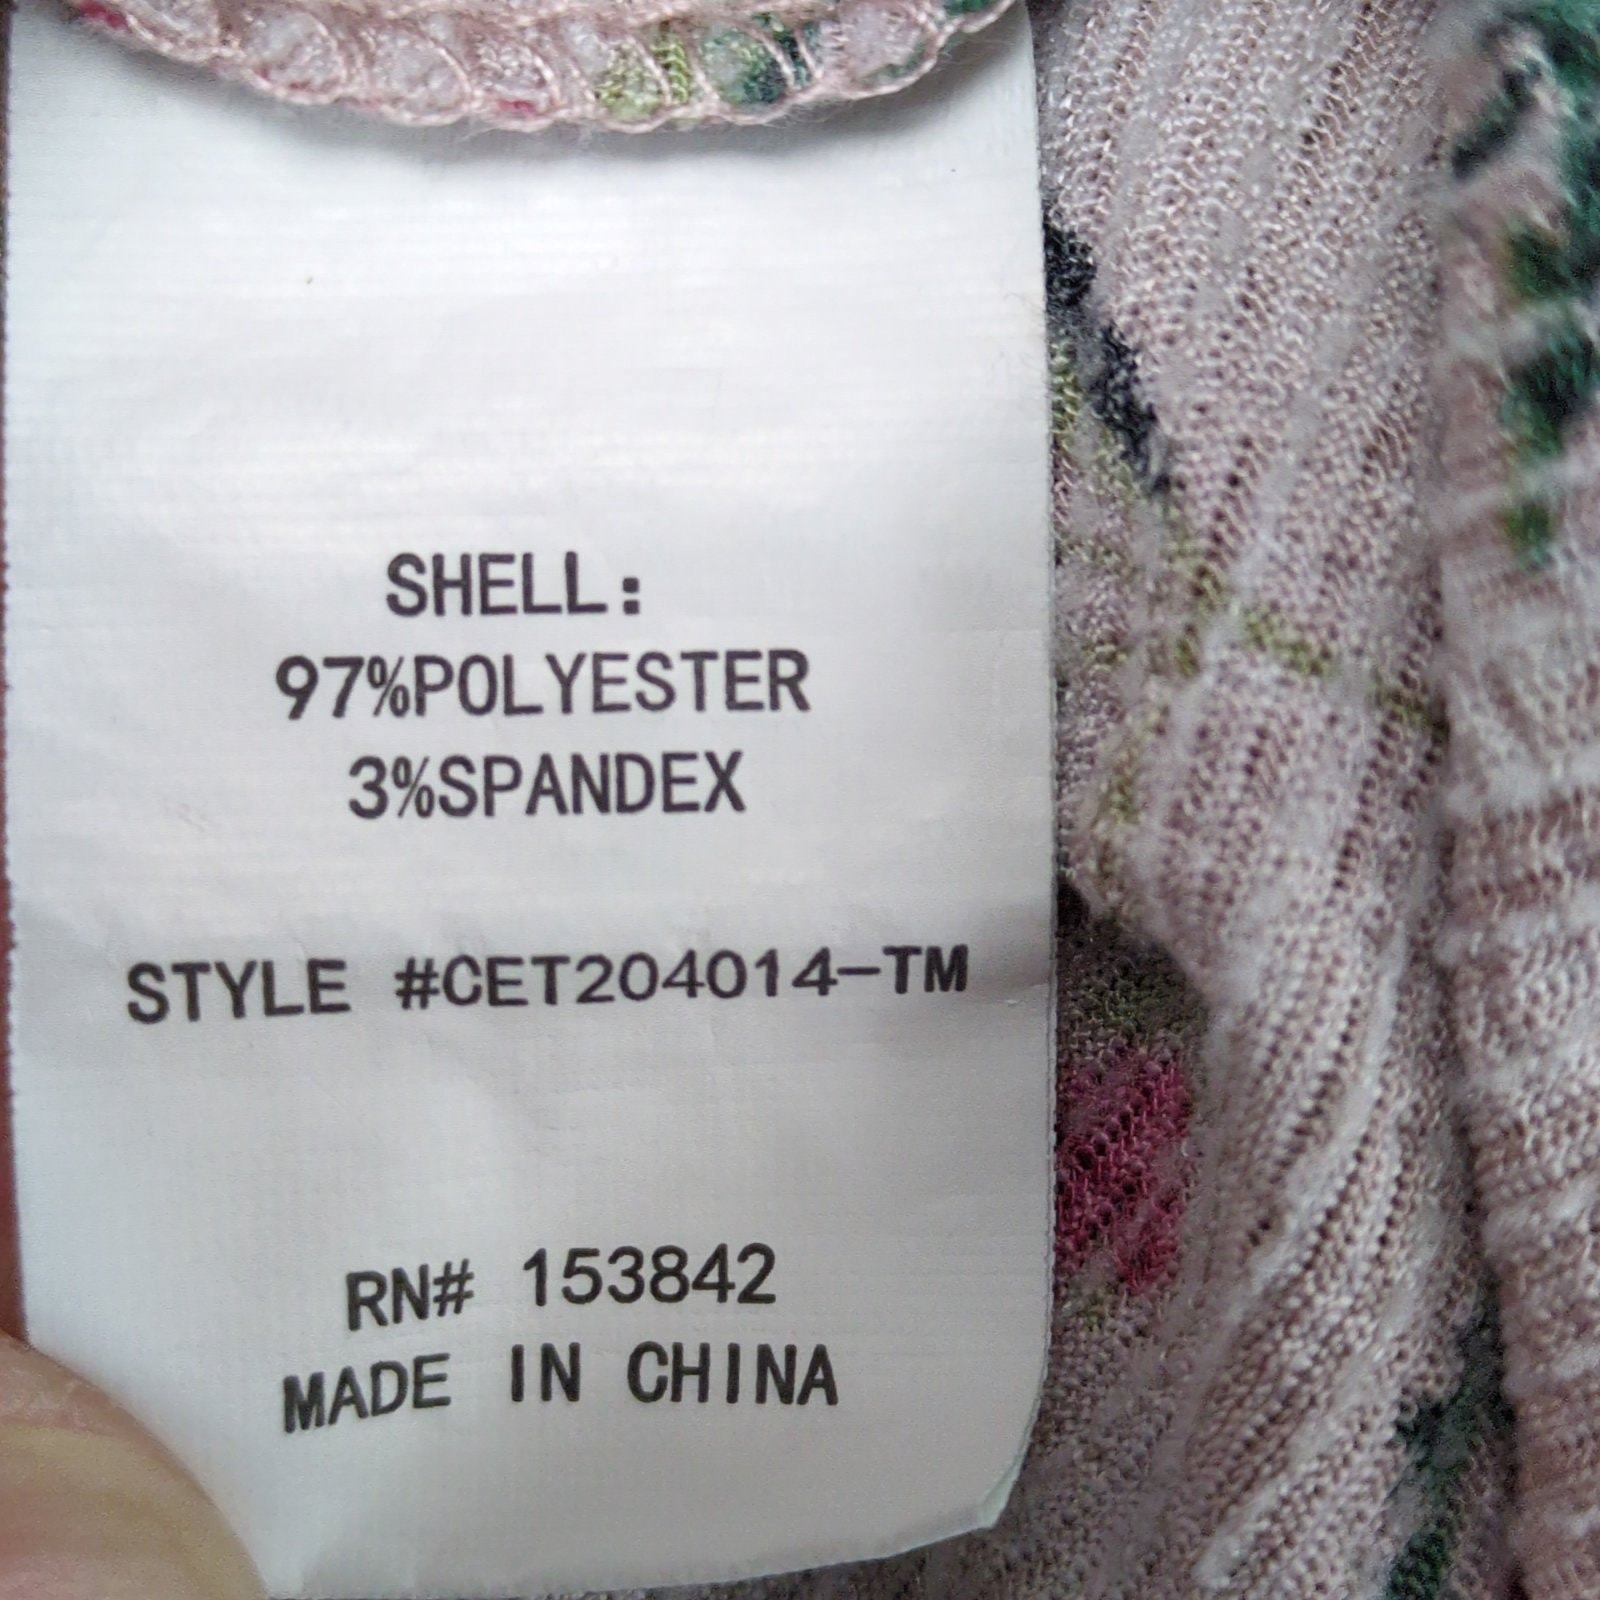 SHELL:
97%POLYESTER
3%SPANDEX
STYLE #CET204014-TM
RN# 153842
MADE IN CHINA